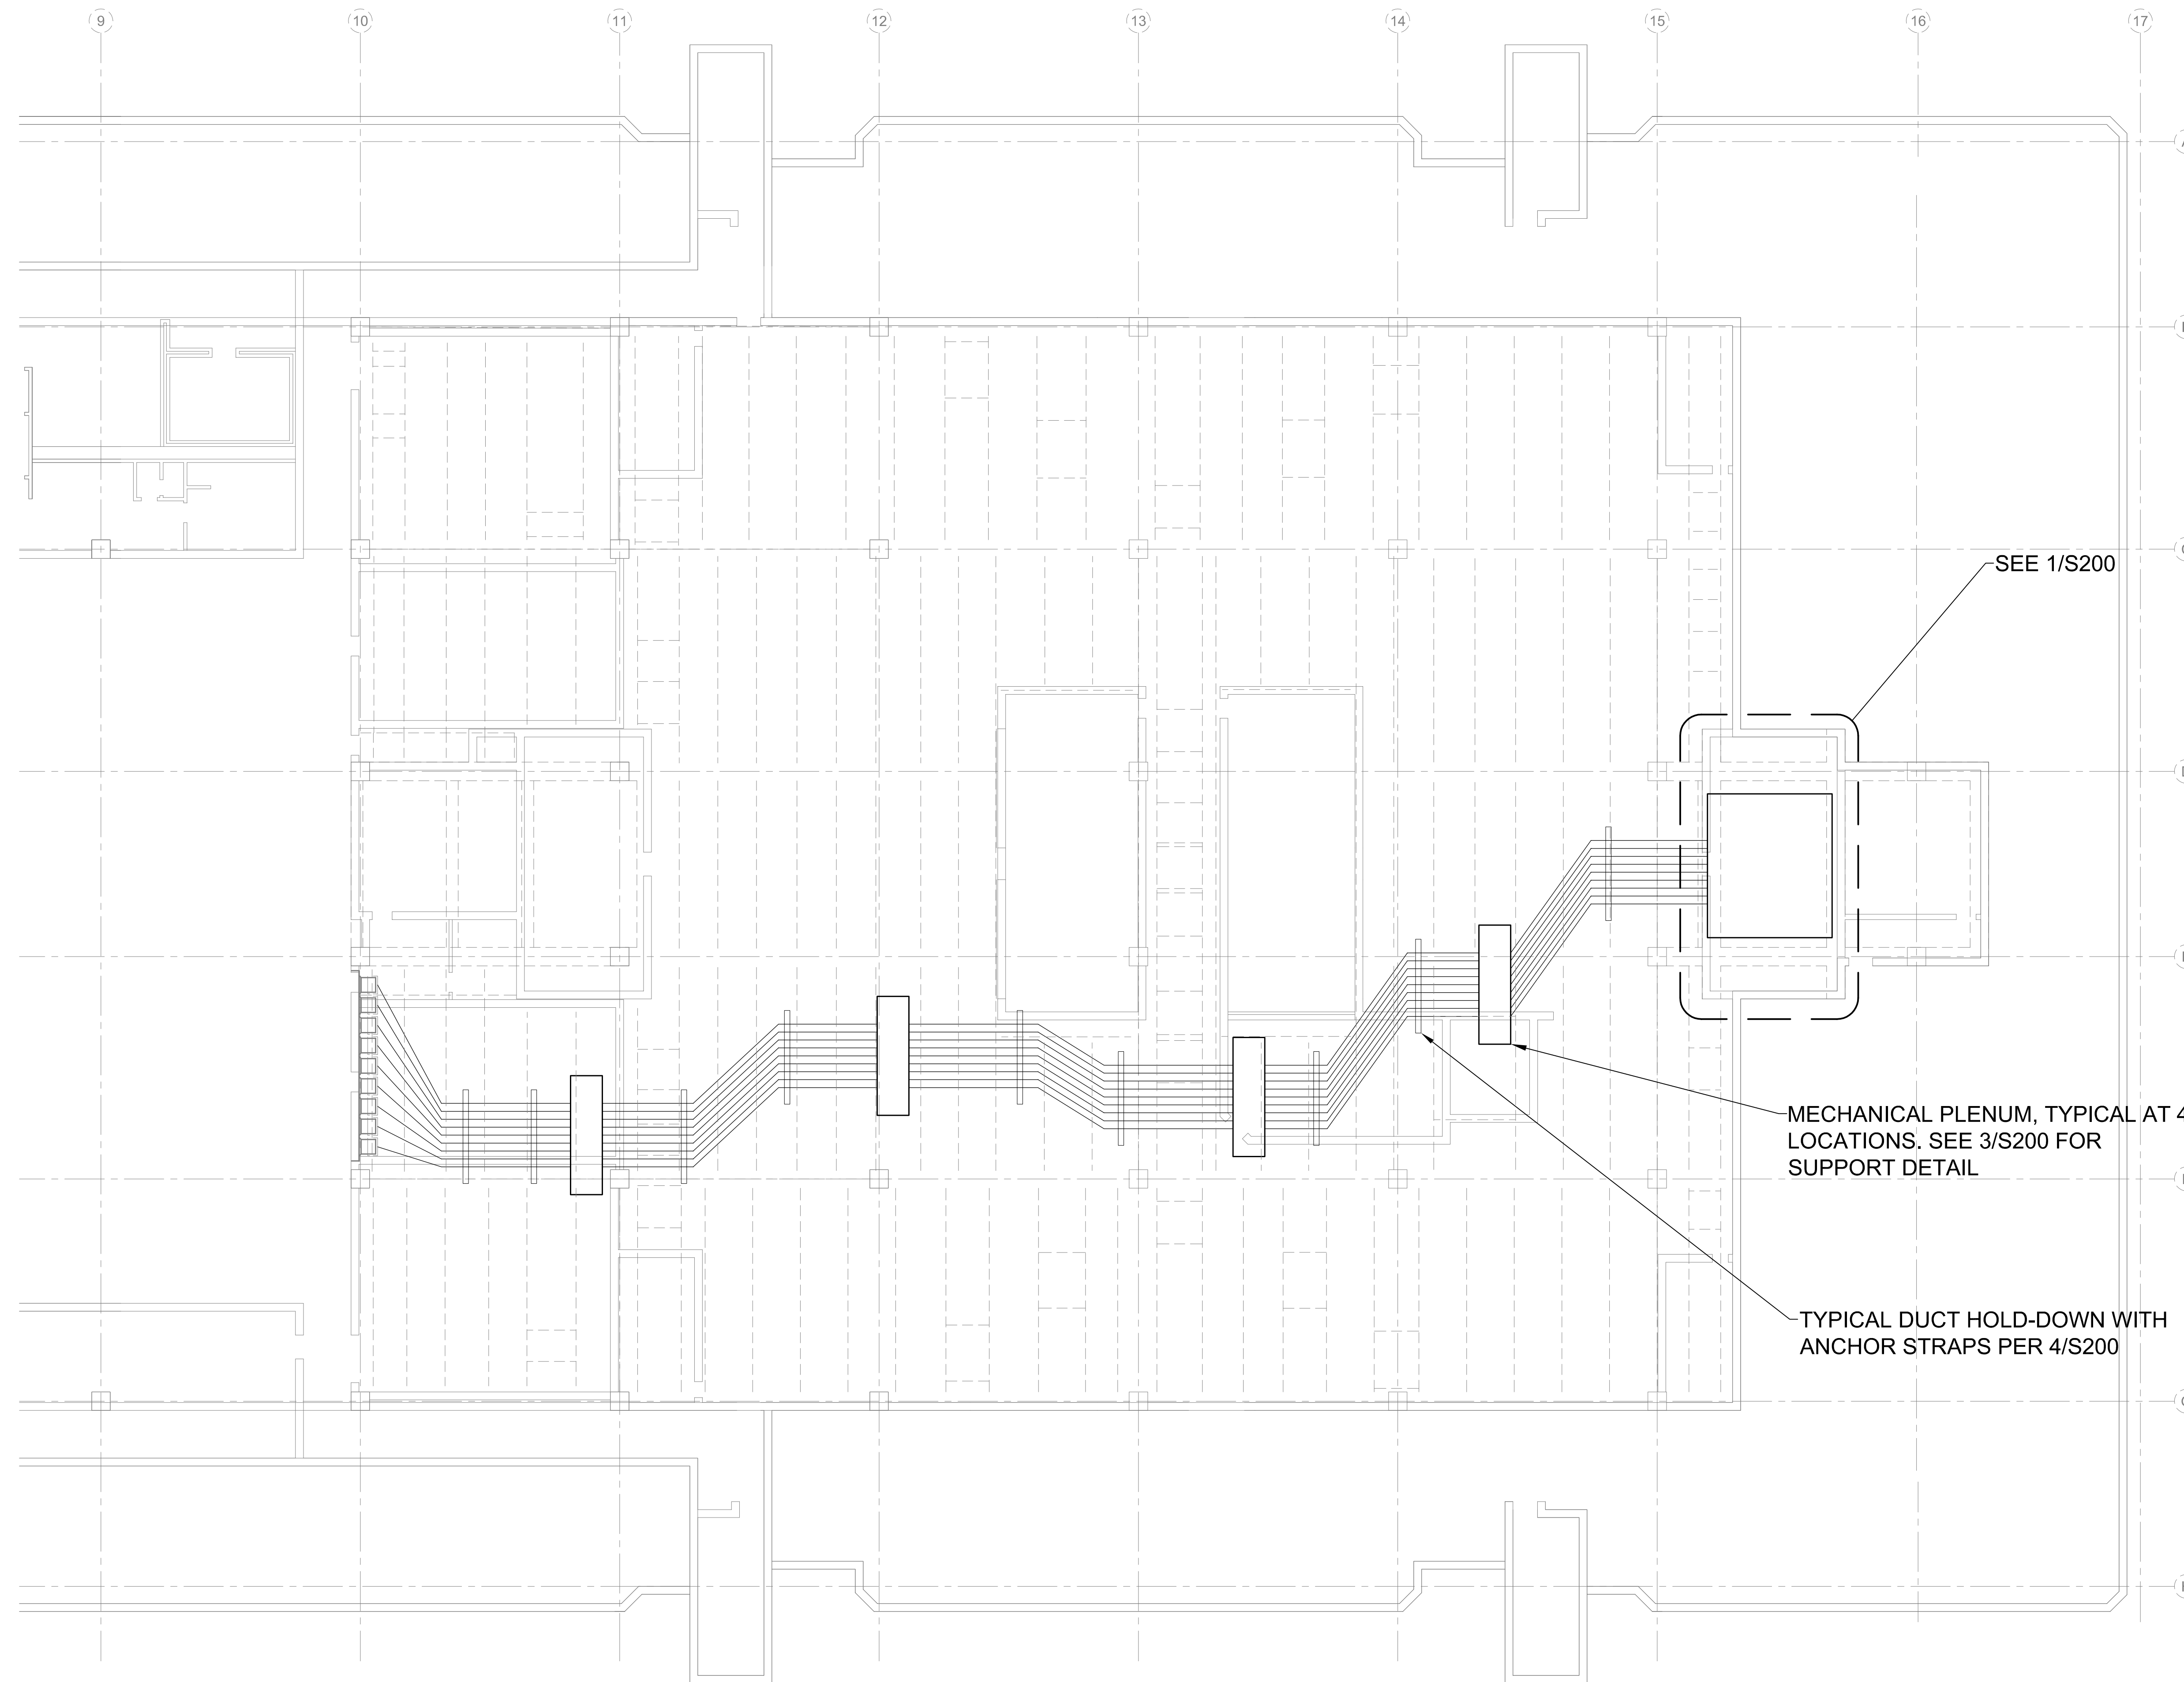 9
10
11
12
13
14
15
16
17
SEE 1/S200
MECHANICAL PLENUM, TYPICAL AT 4
LOCATIONS. SEE 3/S200 FOR
SUPPORT DETAIL
TYPICAL DUCT HOLD-DOWN WITH
ANCHOR STRAPS PER 4/S200